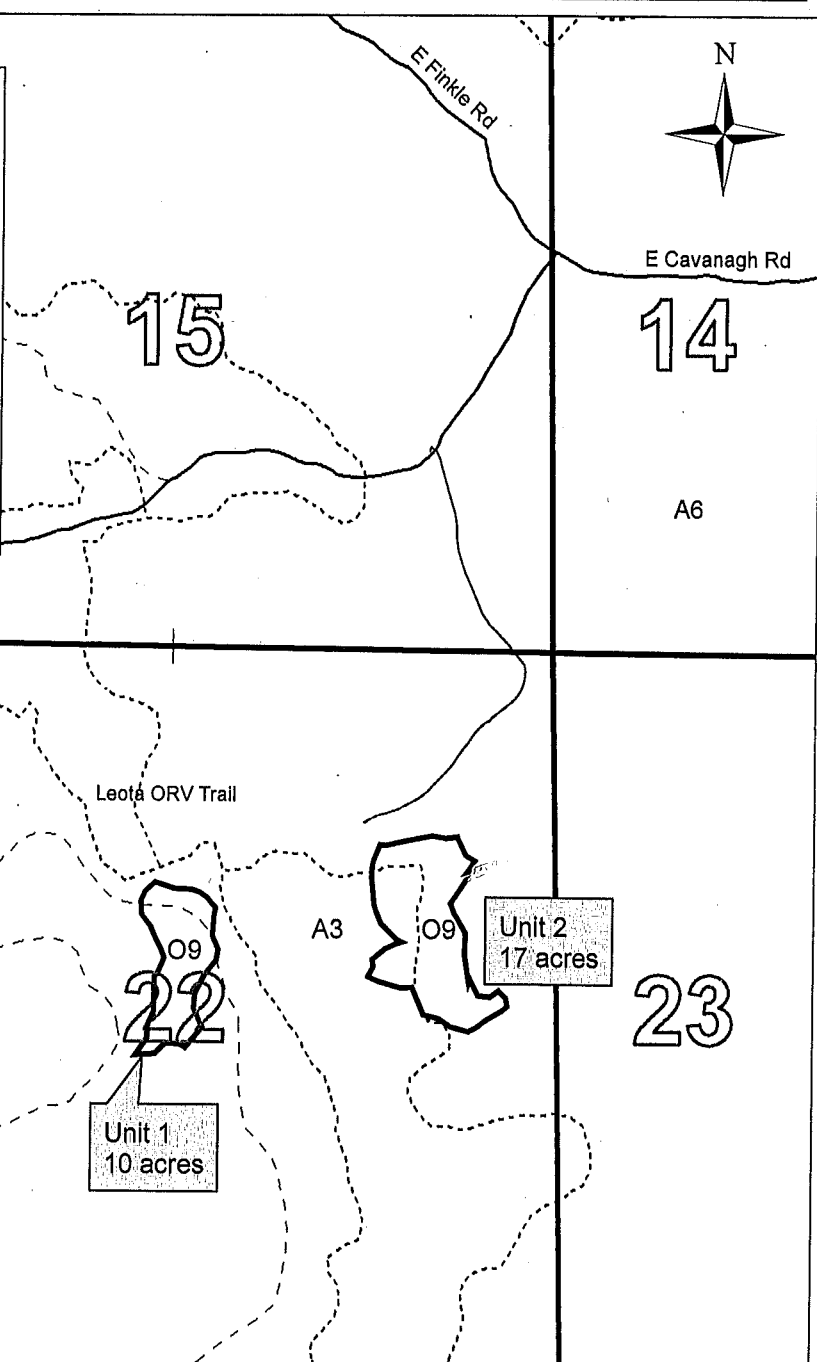 N
E Finkle Rd
E Cavanagh Rd
15
14
A6
Leota ORV Trail
A3
O9
Unit 2
17 acres
O9
22
23
Unit 1
10 acres